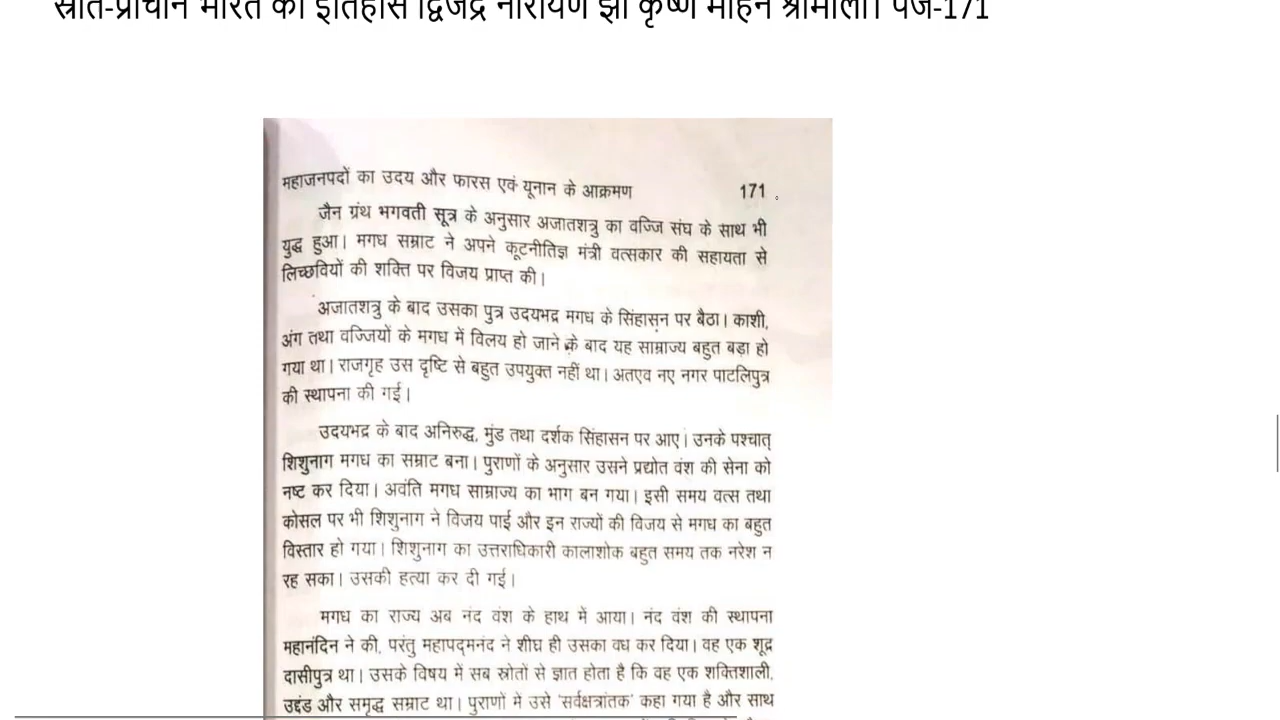 स्रोत-प्राचीन भारत का इतिहास द्विजेंद्र नारायण झा कृष्ण मोहन श्रीमाली। पेज-171
महाजनपदों का उदय और फारस एवं यूनान के आक्रमण 171
जैन ग्रंथ भगवती सूत्र के अनुसार अजातशत्रु का वज्जि संघ के साथ भी
युद्ध हुआ। मगध सम्राट ने अपने कूटनीतिज्ञ मंत्री वत्सकार की सहायता से
लिच्छवियों की शक्ति पर विजय प्राप्त की।
अजातशत्रु के बाद उसका पुत्र उदयभद्र मगध के सिंहासन पर बैठा। काशी,
अंग तथा वज्जियों के मगध में विलय हो जाने के बाद यह साम्राज्य बहुत बड़ा हो
गया था। राजगृह उस दृष्टि से बहुत उपयुक्त नहीं था। अतएव नए नगर पाटलिपुत्र
की स्थापना की गई।
उदयभद्र के बाद अनिरुद्ध, मुंड तथा दर्शक सिंहासन पर आए। उनके पश्चात्
शिशुनाग मगध का सम्राट बना। पुराणों के अनुसार उसने प्रद्योत वंश की सेना को
नष्ट कर दिया। अवंति मगध साम्राज्य का भाग बन गया। इसी समय वत्स तथा
कोसल पर भी शिशुनाग ने विजय पाई और इन राज्यों की विजय से मगध का बहुत
विस्तार हो गया। शिशुनाग का उत्तराधिकारी कालाशोक बहुत समय तक नरेश न
रह सका। उसकी हत्या कर दी गई।
मगध का राज्य अब नंद वंश के हाथ में आया। नंद वंश की स्थापना
महानंदिन ने की, परंतु महापद्मनंद ने शीघ्र ही उसका वध कर दिया। वह एक शूद्र
दासीपुत्र था। उसके विषय में सब स्रोतों से ज्ञात होता है कि वह एक शक्तिशाली,
उद्दंड और समृद्ध सम्राट था। पुराणों में उसे 'सर्वक्षत्रांतक' कहा गया है और साथ